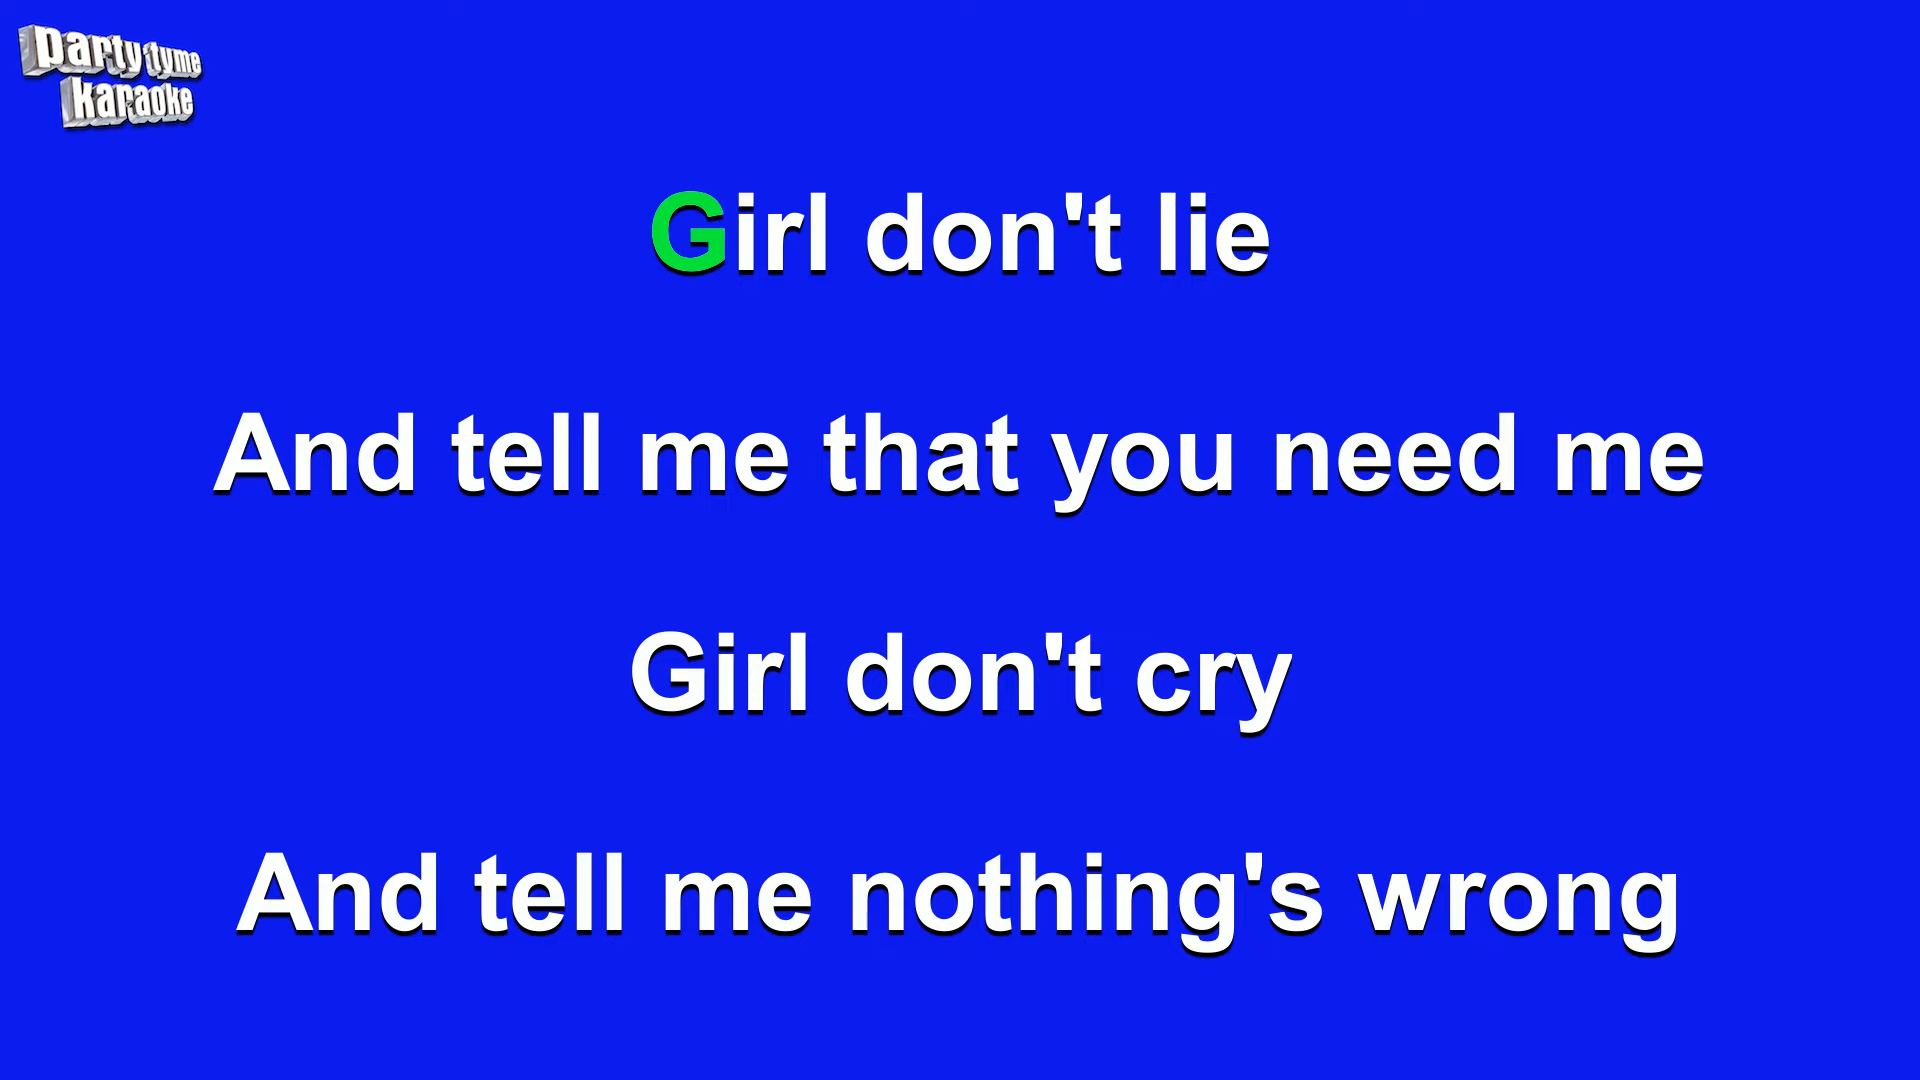 party tyme
karaoke
Girl don't lie
And tell me that you need me
Girl don't cry
And tell me nothing's wrong